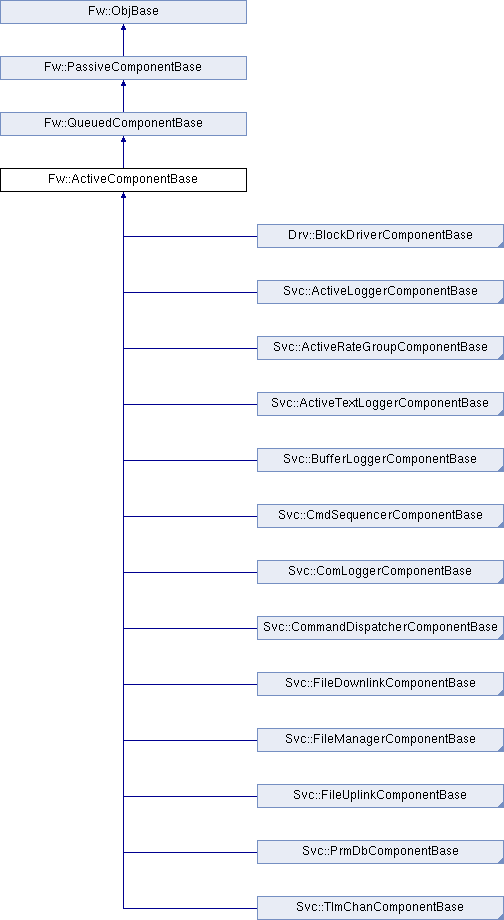 Fw::ObjBase
Fw::PassiveComponentBase
Fw::QueuedComponentBase
Fw::ActiveComponentBase
Drv::BlockDriverComponentBase
Svc::ActiveLoggerComponentBase
Svc::ActiveRateGroupComponentBase
Svc::ActiveTextLoggerComponentBase
Svc::BufferLoggerComponentBase
Svc::CmdSequencerComponentBase
Svc::ComLoggerComponentBase
Svc::CommandDispatcherComponentBase
Svc::FileDownlinkComponentBase
Svc::FileManagerComponentBase
Svc::FileUplinkComponentBase
Svc::PrmDbComponentBase
Svc::TlmChanComponentBase